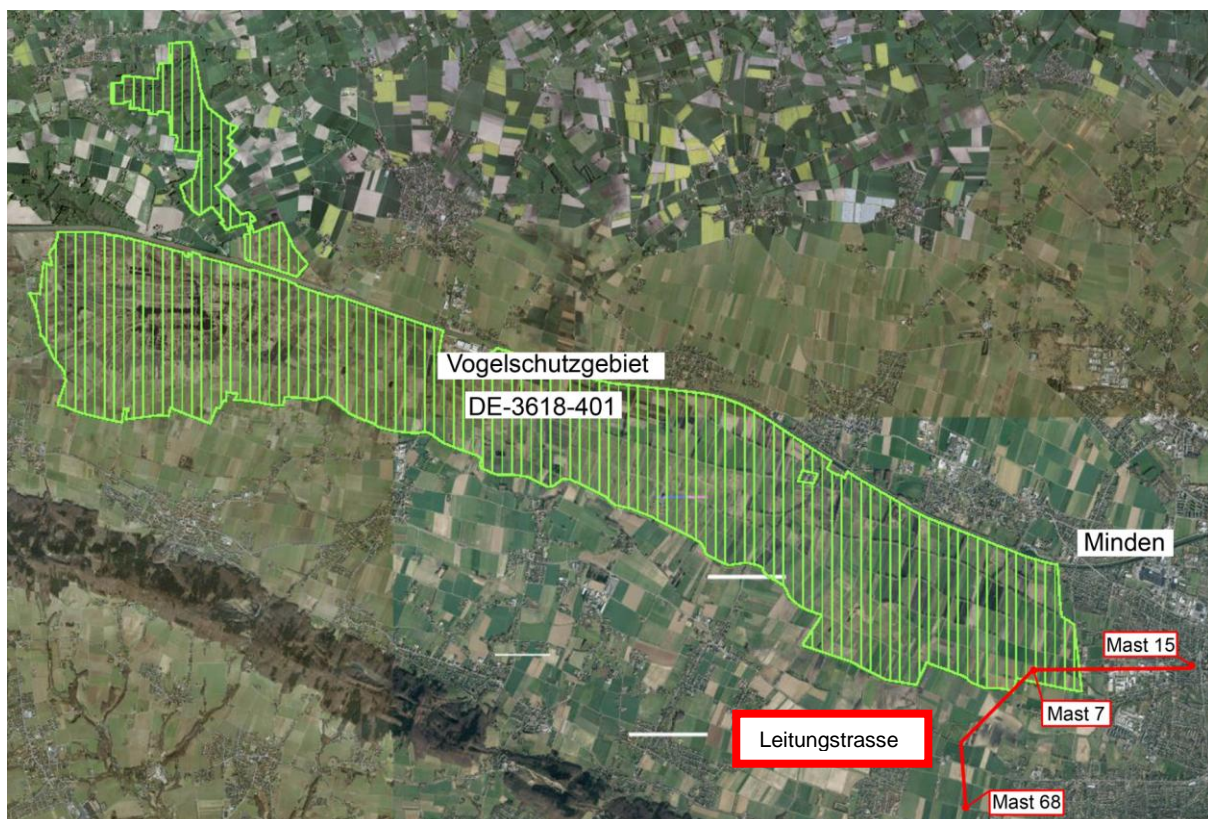 Vogelschutzgebiet
DE-3618-401
Minden
Mast 15
Mast 7
Leitungstrasse
Mast 68